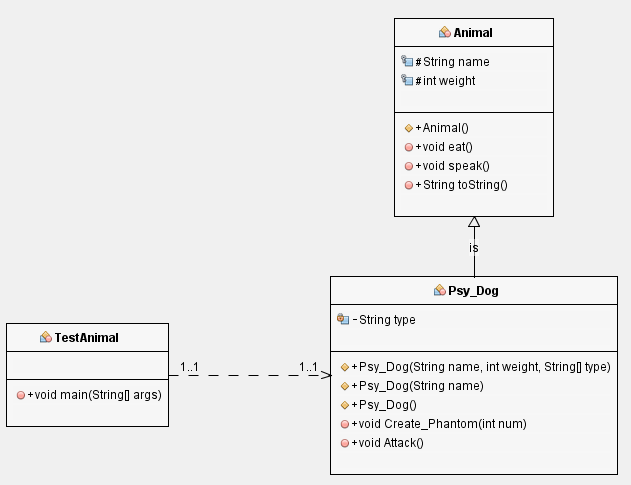 Animal
#String name
#int weight
+Animal()
+void eat()
+void speak()
+String toString()
is
Psy_Dog
-String type
+Psy_Dog(String name, int weight, String[] type)
+Psy_Dog(String name)
+Psy_Dog()
+void Create_Phantom(int num)
+void Attack()
TestAnimal
+void main(String[] args)
1..1
1..1